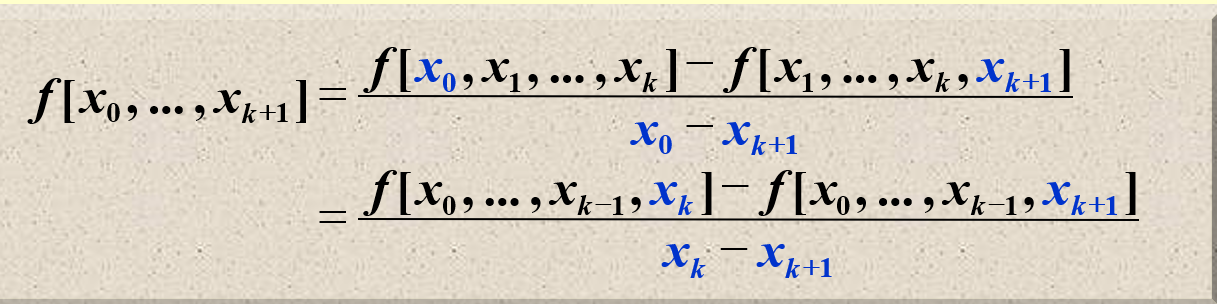 f[x₀, ..., xₖ₊₁] = (f[x₀, x₁, ..., xₖ] − f[x₁, ..., xₖ, xₖ₊₁]) / (x₀ − xₖ₊₁)
= (f[x₀, ..., xₖ₋₁, xₖ] − f[x₀, ..., xₖ₋₁, xₖ₊₁]) / (xₖ − xₖ₊₁)